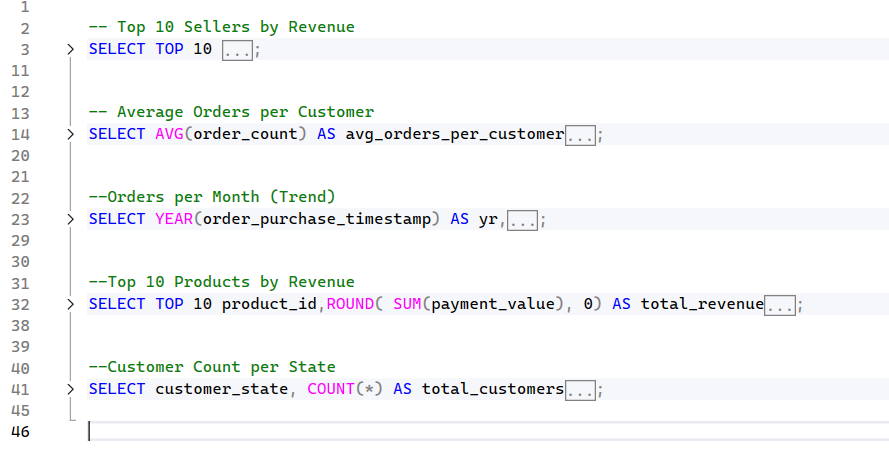 1
2 -- Top 10 Sellers by Revenue
3 SELECT TOP 10 ...;
11
12
13 -- Average Orders per Customer
14 SELECT AVG(order_count) AS avg_orders_per_customer...;
20
21
22 --Orders per Month (Trend)
23 SELECT YEAR(order_purchase_timestamp) AS yr,...;
29
30
31 --Top 10 Products by Revenue
32 SELECT TOP 10 product_id,ROUND( SUM(payment_value), 0) AS total_revenue...;
38
39
40 --Customer Count per State
41 SELECT customer_state, COUNT(*) AS total_customers...;
45
46